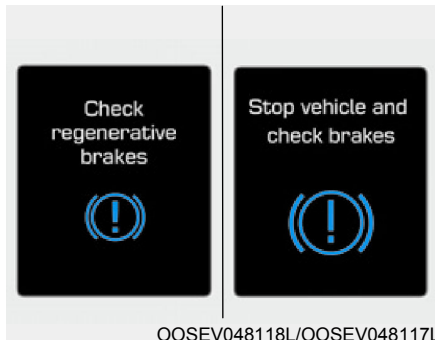 Check
regenerative
brakes
Stop vehicle and
check brakes
OOSEV048118L/OOSEV048117L